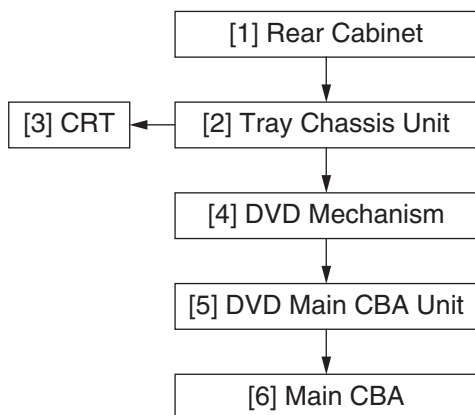 [1] Rear Cabinet
[3] CRT
[2] Tray Chassis Unit
[4] DVD Mechanism
[5] DVD Main CBA Unit
[6] Main CBA